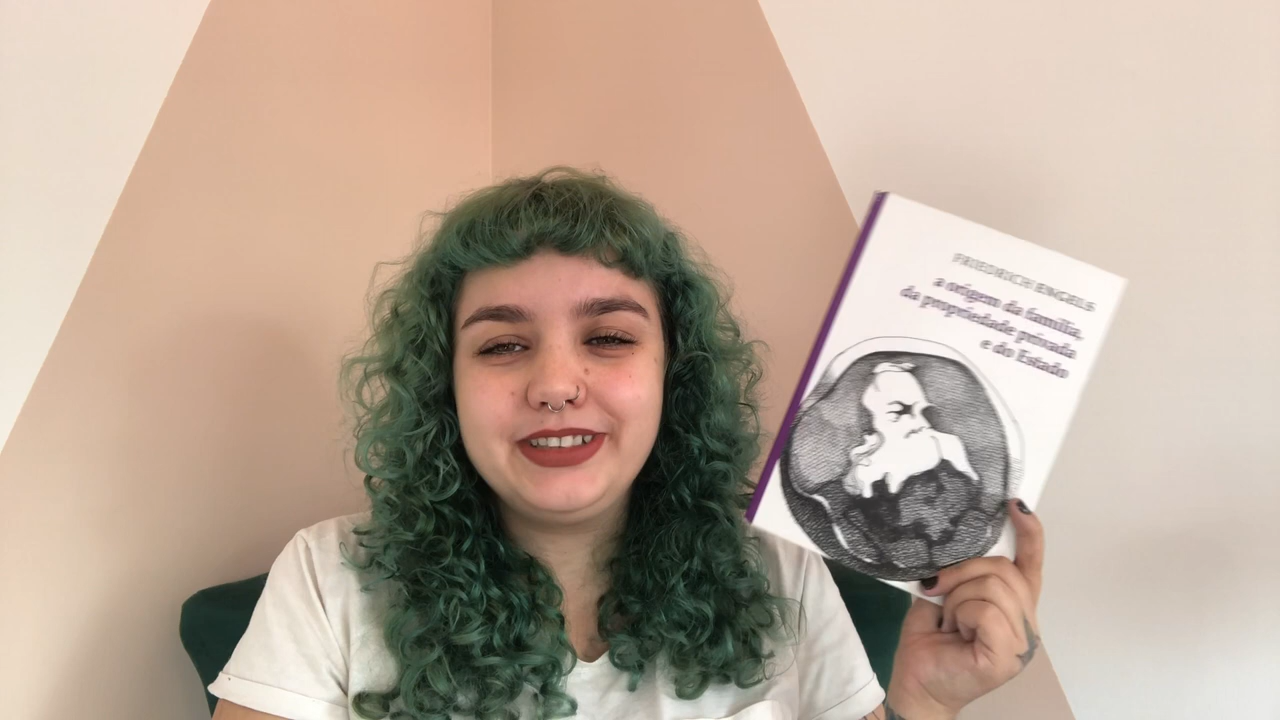 FRIEDRICH ENGELS
a origem da família,
da propriedade privada
e do Estado